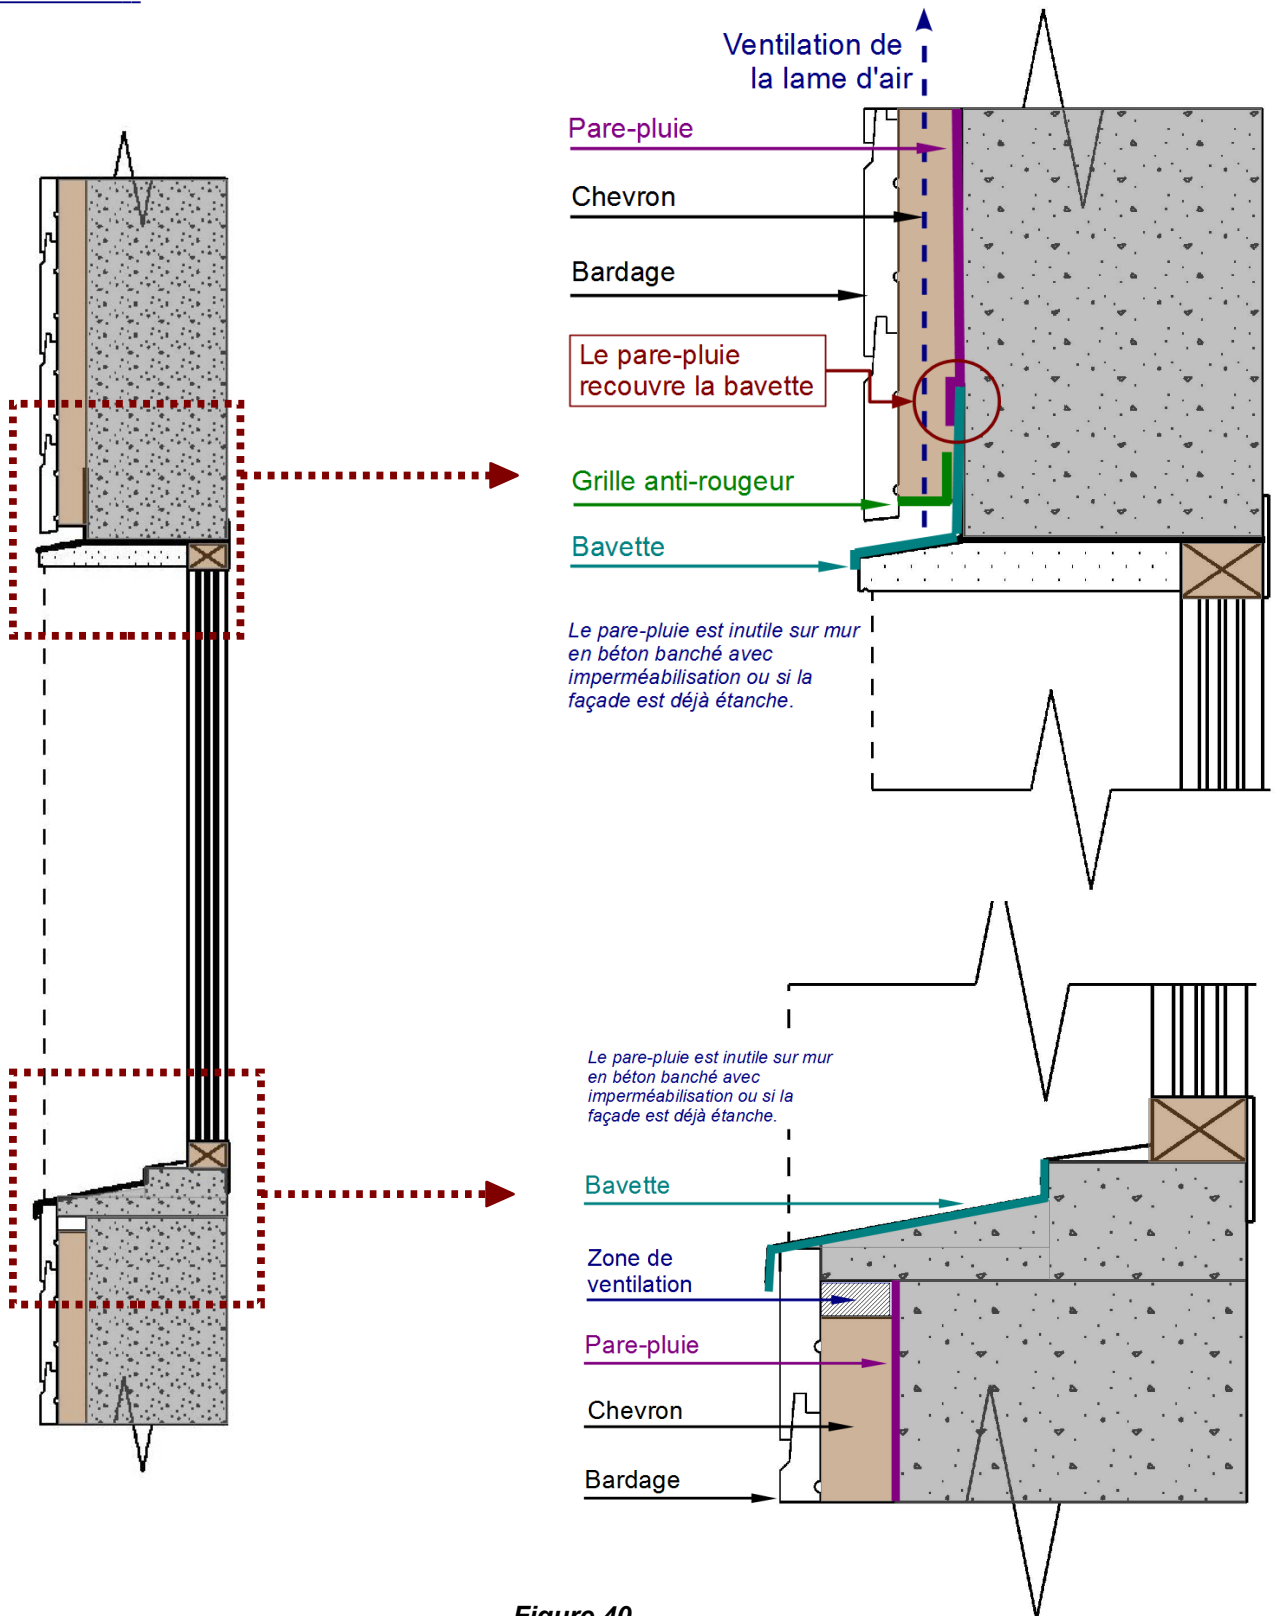 Ventilation de
la lame d'air
Pare-pluie
Chevron
Bardage
Le pare-pluie
recouvre la bavette
Grille anti-rougeur
Bavette
Le pare-pluie est inutile sur mur
en béton banché avec
imperméabilisation ou si la
façade est déjà étanche.
Le pare-pluie est inutile sur mur
en béton banché avec
imperméabilisation ou si la
façade est déjà étanche.
Bavette
Zone de
ventilation
Pare-pluie
Chevron
Bardage
Figure 40